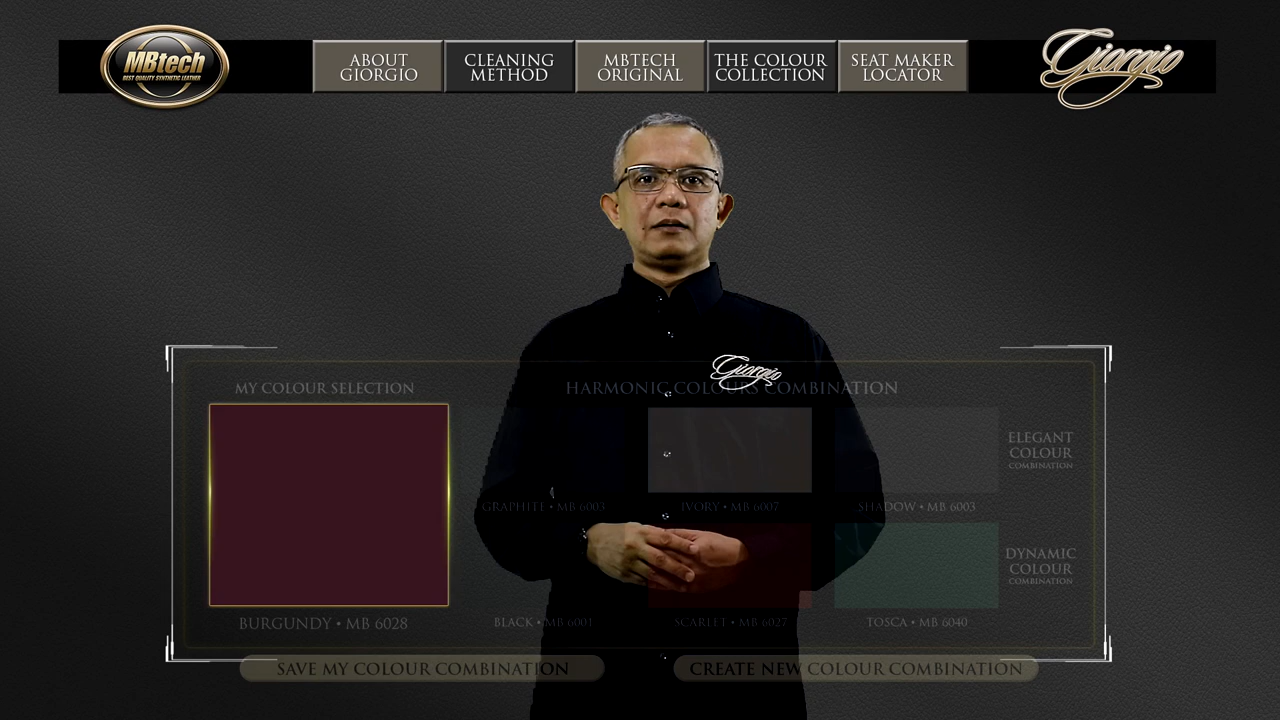 MBtech
BEST QUALITY SYNTHETIC LEATHER
ABOUT
GIORGIO
CLEANING
METHOD
MBTECH
ORIGINAL
THE COLOUR
COLLECTION
SEAT MAKER
LOCATOR
Giorgio
Giorgio
MY COLOUR SELECTION
HARMONIC COLOURS COMBINATION
ELEGANT
COLOUR
COMBINATION
GRAPHITE • MB 6003
IVORY • MB 6007
SHADOW • MB 6003
DYNAMIC
COLOUR
COMBINATION
BURGUNDY • MB 6028
BLACK • MB 6001
SCARLET • MB 6027
TOSCA • MB 6040
SAVE MY COLOUR COMBINATION
CREATE NEW COLOUR COMBINATION